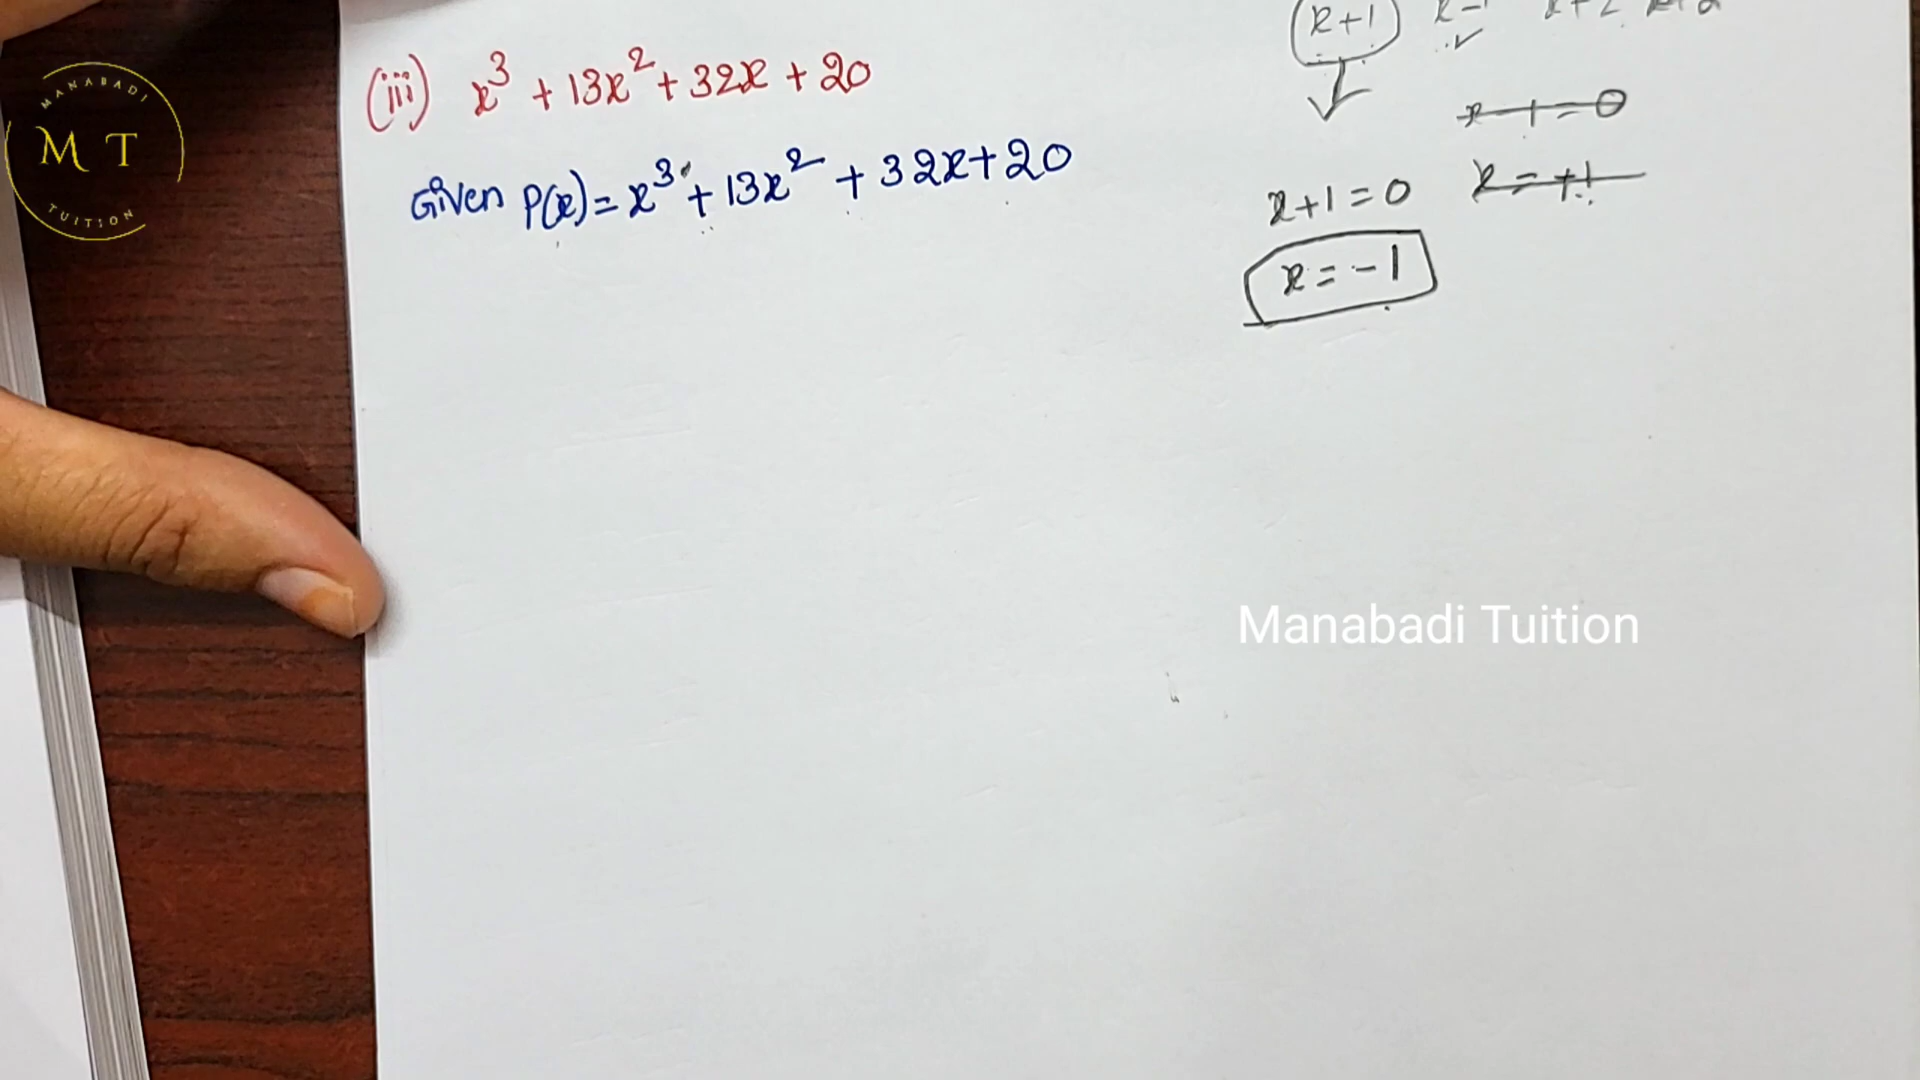 MANABADI
M T
TUITION
(iii) x³ + 13x² + 32x + 20
Given P(x) = x³ + 13x² + 32x + 20
x+1
x-1 = 0
x+1 = 0
x = +1
x = -1
Manabadi Tuition